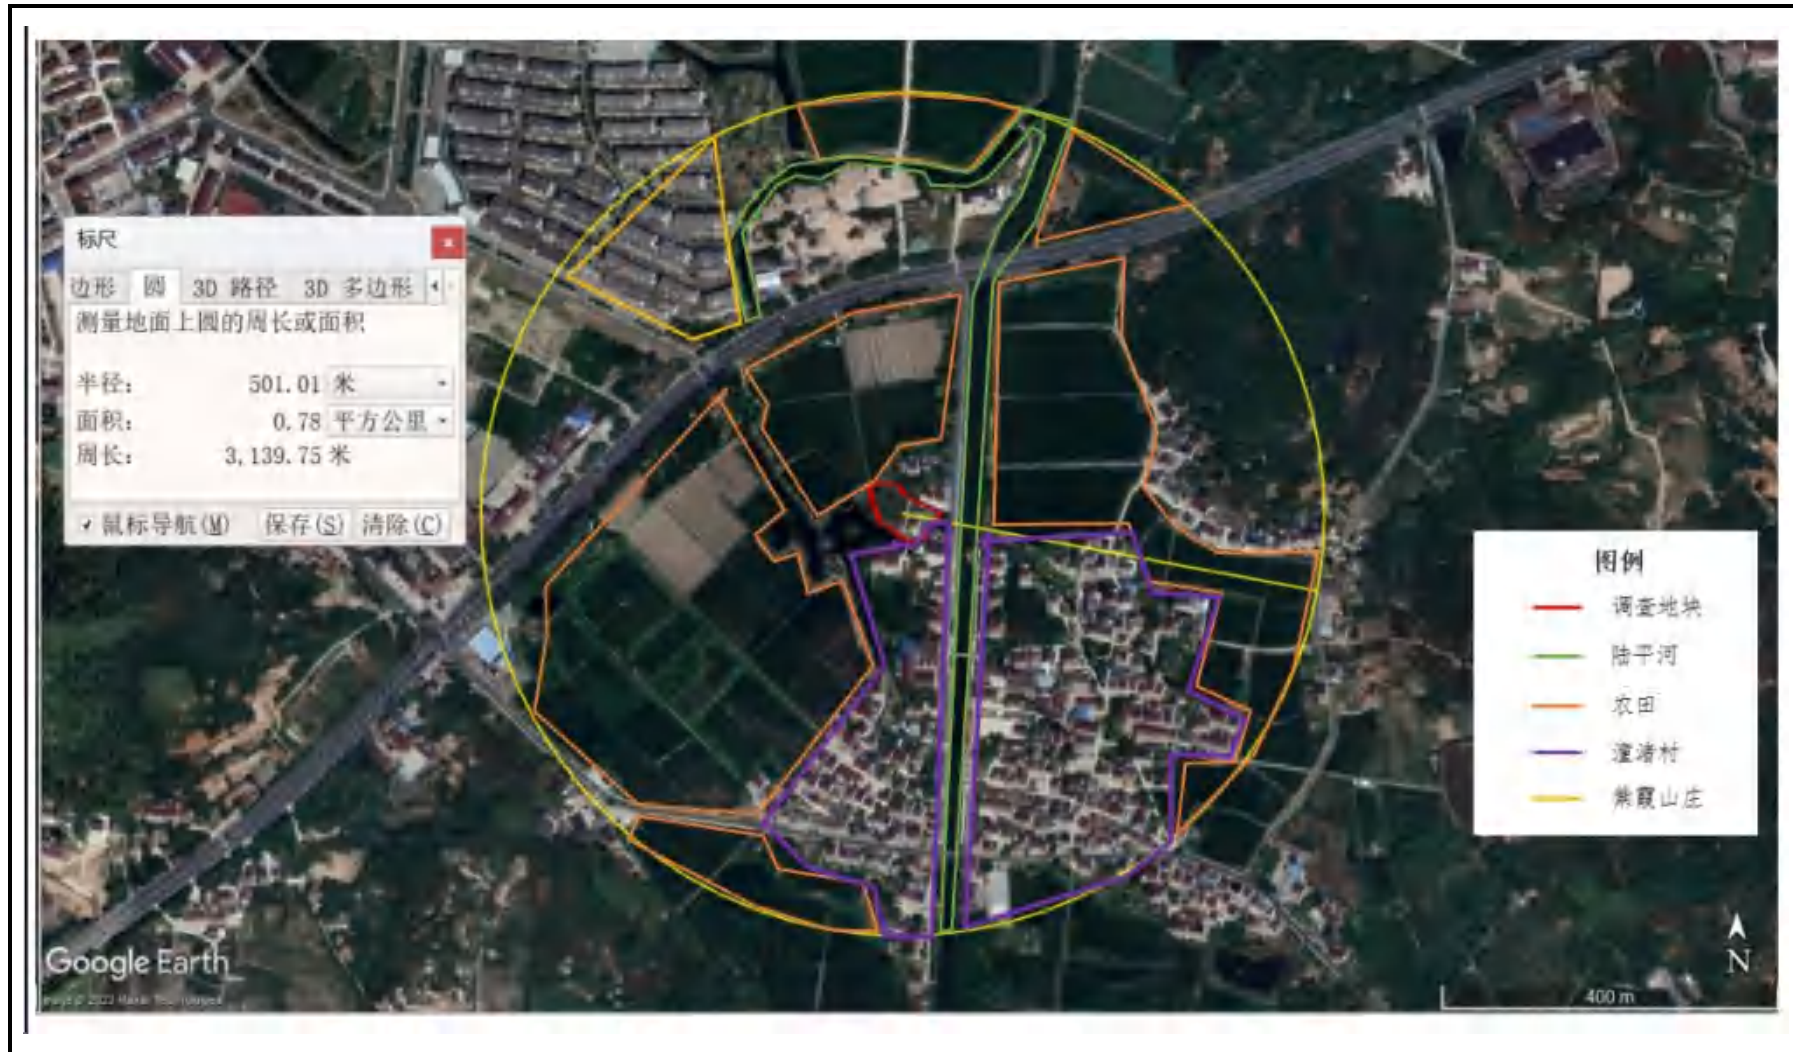 标尺
边形 圆 3D 路径 3D 多边形
测量地面上圆的周长或面积
半径: 501.01 米
面积: 0.78 平方公里
周长: 3,139.75 米
鼠标导航(M) 保存(S) 清除(C)
图例
调查地块
陆平河
农田
潼渚村
紫霞山庄
N
Google Earth
400 m